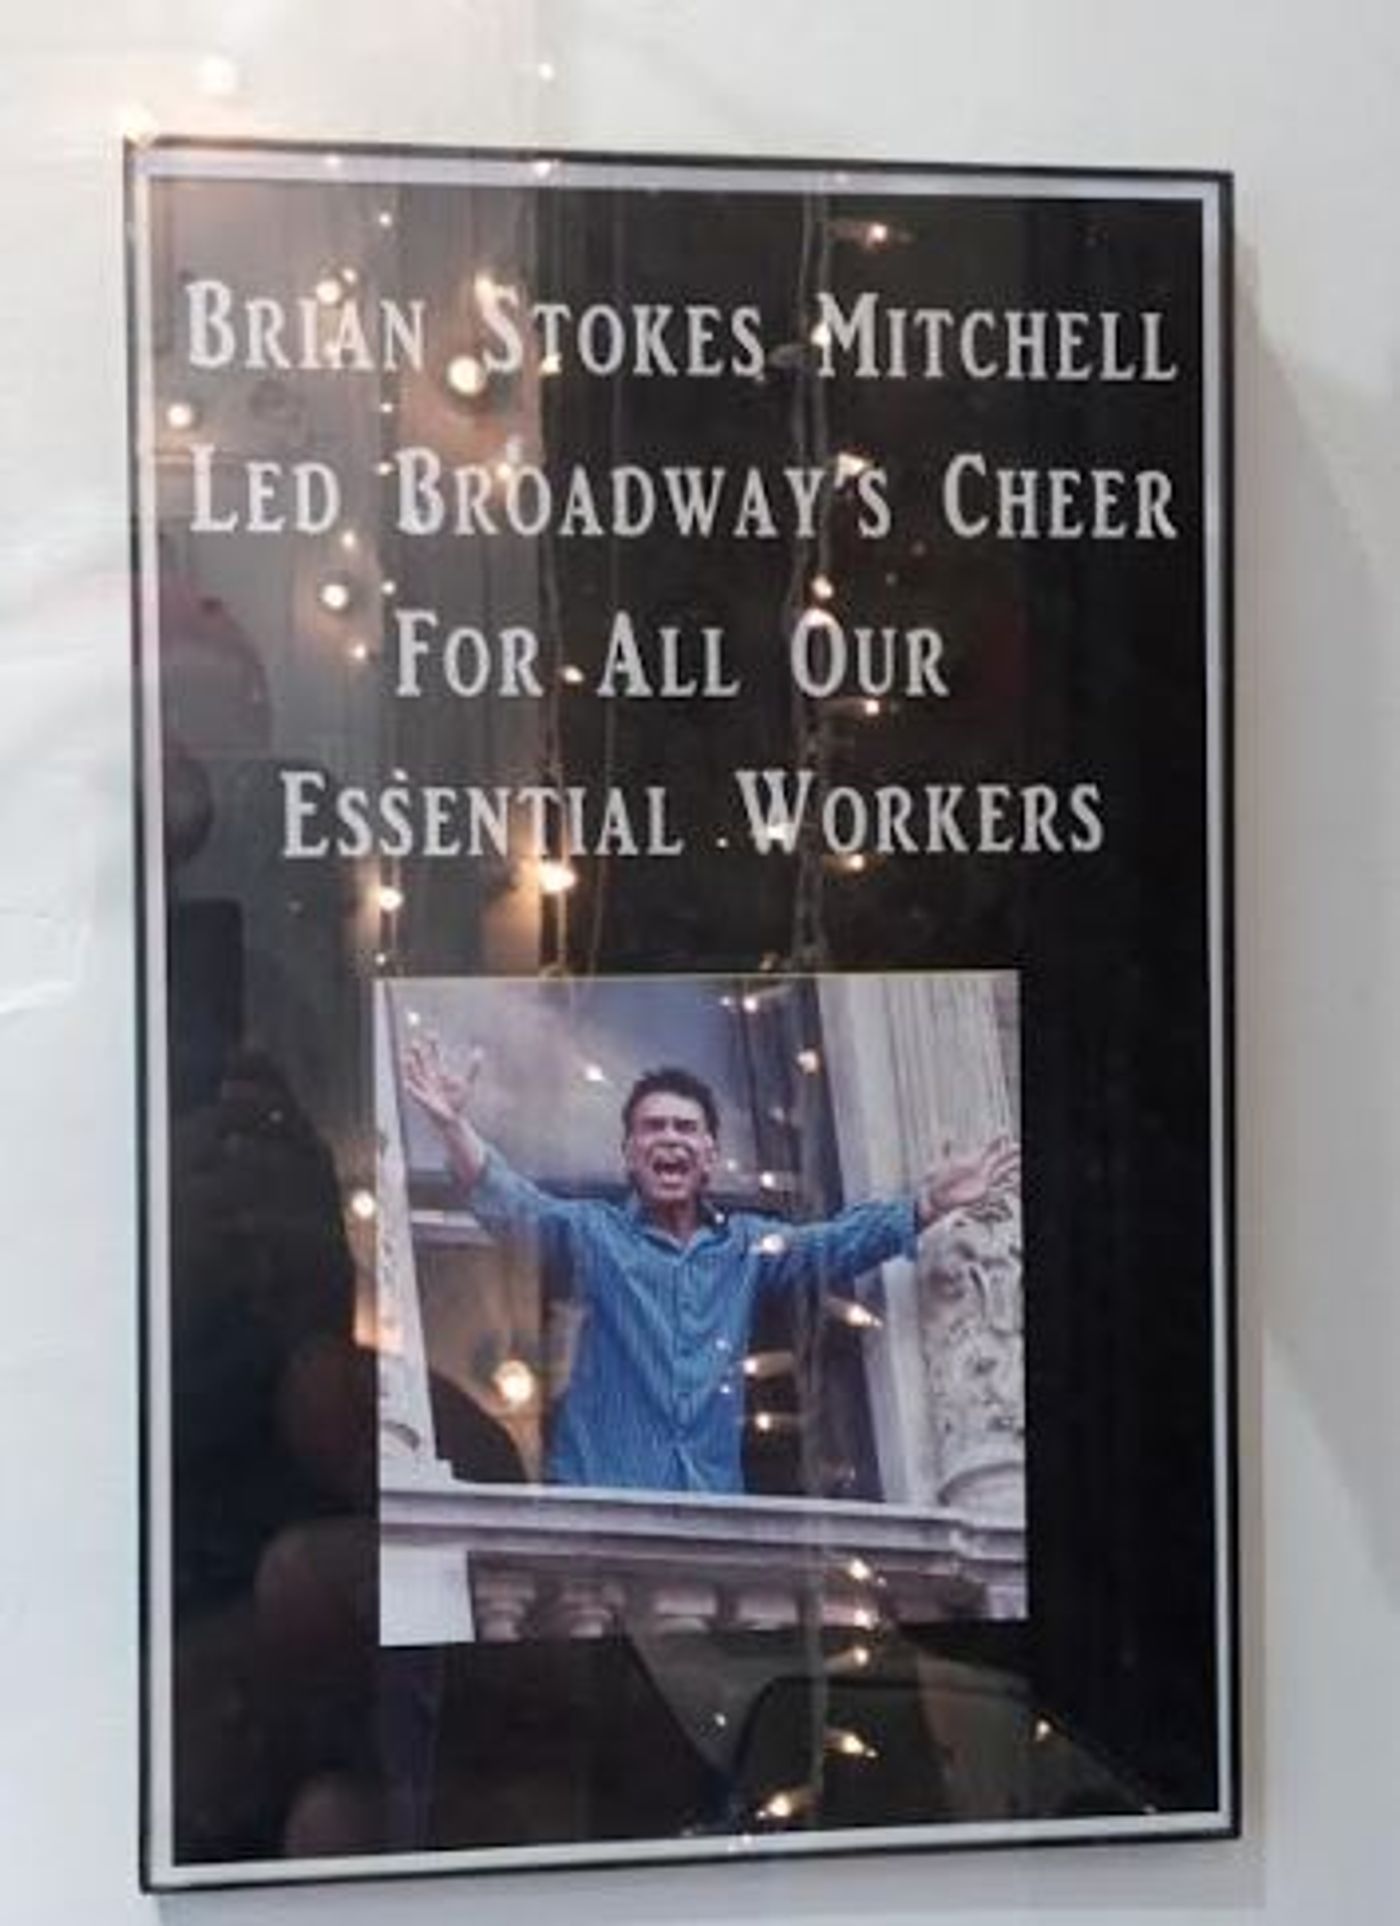 Brian Stokes Mitchell
Led Broadway's Cheer
For All Our
Essential Workers